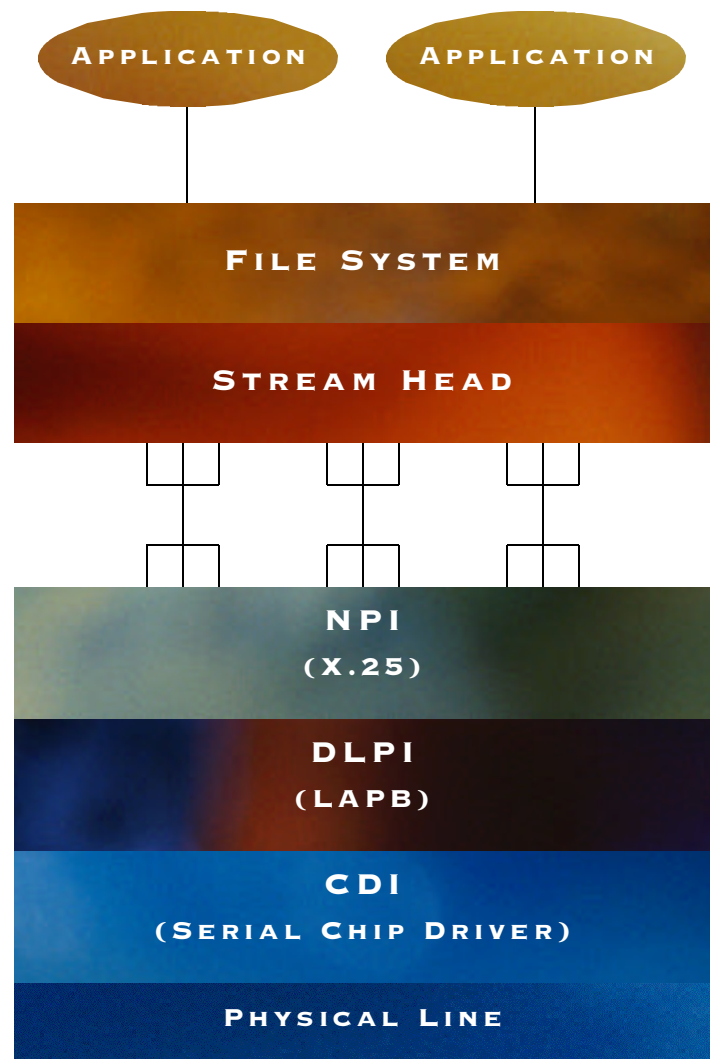 Application
Application
File System
Stream Head
NPI
(X.25)
DLPI
(LAPB)
CDI
(Serial Chip Driver)
Physical Line